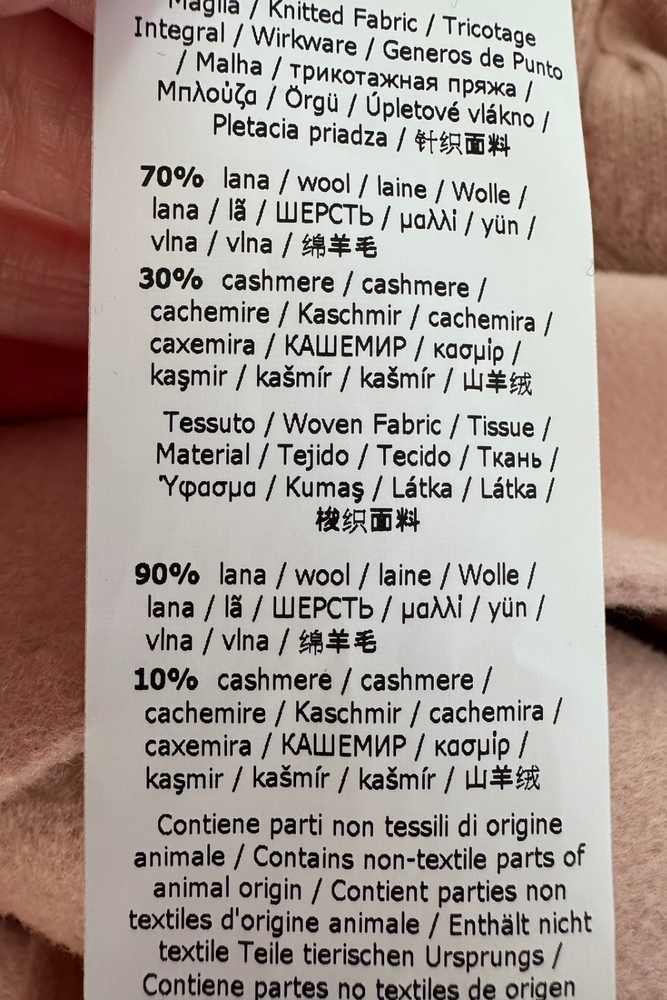 Maglia / Knitted Fabric / Tricotage
Integral / Wirkware / Generos de Punto
/ Malha / трикотажная пряжа /
Μπλούζα / Örgü / Úpletové vlákno /
Pletacia priadza / 针织面料
70% lana / wool / laine / Wolle /
lana / lã / ШЕРСТЬ / μαλλί / yün /
vlna / vlna / 绵羊毛
30% cashmere / cashmere /
cachemire / Kaschmir / cachemira /
caxemira / КАШЕМИР / κασμίρ /
kaşmir / kašmír / kašmír / 山羊绒
Tessuto / Woven Fabric / Tissue /
Material / Tejido / Tecido / Ткань /
Ύφασμα / Kumaş / Látka / Látka /
梭织面料
90% lana / wool / laine / Wolle /
lana / lã / ШЕРСТЬ / μαλλί / yün /
vlna / vlna / 绵羊毛
10% cashmere / cashmere /
cachemire / Kaschmir / cachemira /
caxemira / КАШЕМИР / κασμίρ /
kaşmir / kašmír / kašmír / 山羊绒
Contiene parti non tessili di origine
animale / Contains non-textile parts of
animal origin / Contient parties non
textiles d'origine animale / Enthält nicht
textile Teile tierischen Ursprungs /
Contiene partes no textiles de origen